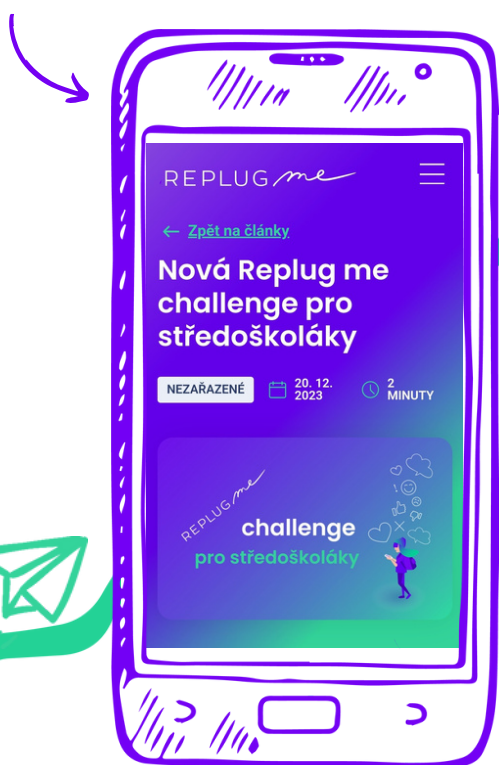 REPLUG me
← Zpět na články
Nová Replug me
challenge pro
středoškoláky
NEZAŘAZENÉ
20. 12.
2023
2
MINUTY
REPLUG me
challenge
pro středoškoláky